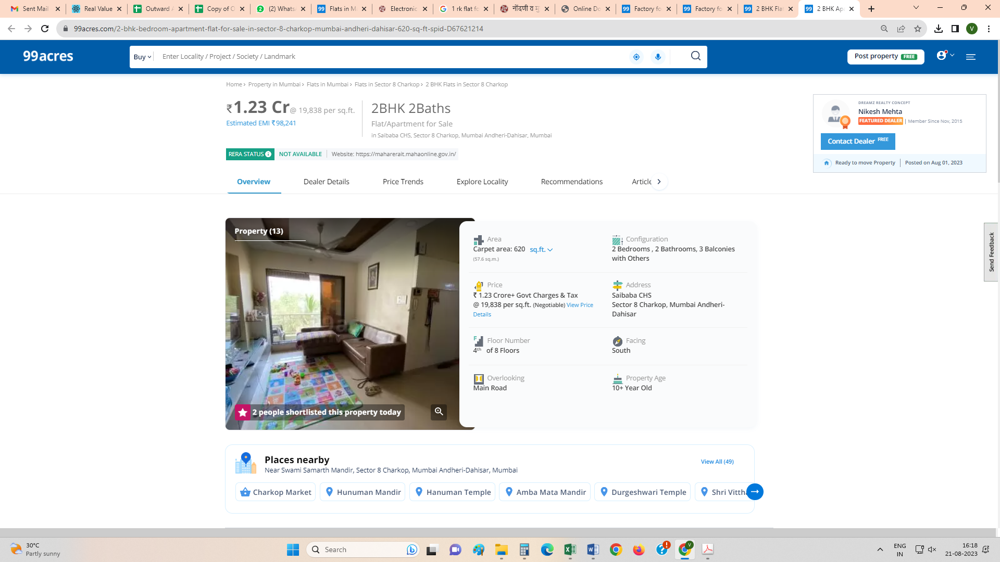 Sent Mail
Real Value
Outward
Copy of O
(2) Whats
Flats in M
Electronic
1 rk flat fo
नोंदणी व मु
Online Do
Factory fo
Factory fo
2 BHK Fla
2 BHK Apa
99acres.com/2-bhk-bedroom-apartment-flat-for-sale-in-sector-8-charkop-mumbai-andheri-dahisar-620-sq-ft-spid-D67621214
V
99acres
Buy
Enter Locality / Project / Society / Landmark
Post property FREE
Home › Property in Mumbai › Flats in Mumbai › Flats in Sector 8 Charkop › 2 BHK Flats in Sector 8 Charkop
₹1.23 Cr @ 19,838 per sq.ft.
Estimated EMI ₹98,241
2BHK 2Baths
Flat/Apartment for Sale
in Saibaba CHS, Sector 8 Charkop, Mumbai Andheri-Dahisar, Mumbai
DREAMZ REALTY CONCEPT
Nikesh Mehta
FEATURED DEALER | Member Since Nov, 2015
Contact Dealer FREE
Ready to move Property
Posted on Aug 01, 2023
RERA STATUS NOT AVAILABLE
Website: https://maharerait.mahaonline.gov.in/
Overview
Dealer Details
Price Trends
Explore Locality
Recommendations
Article
Property (13)
2 people shortlisted this property today
Area
Carpet area: 620 sq.ft.
(57.6 sq.m.)
Configuration
2 Bedrooms , 2 Bathrooms, 3 Balconies
with Others
Price
₹ 1.23 Crore+ Govt Charges & Tax
@ 19,838 per sq.ft. (Negotiable) View Price
Details
Address
Saibaba CHS
Sector 8 Charkop, Mumbai Andheri-
Dahisar
Floor Number
4th of 8 Floors
Facing
South
Overlooking
Main Road
Property Age
10+ Year Old
Send Feedback
Places nearby
Near Swami Samarth Mandir, Sector 8 Charkop, Mumbai Andheri-Dahisar, Mumbai
View All (49)
Charkop Market
Hunuman Mandir
Hanuman Temple
Amba Mata Mandir
Durgeshwari Temple
Shri Vittha
30°C
Partly sunny
Search
ENG
IN
16:18
21-08-2023